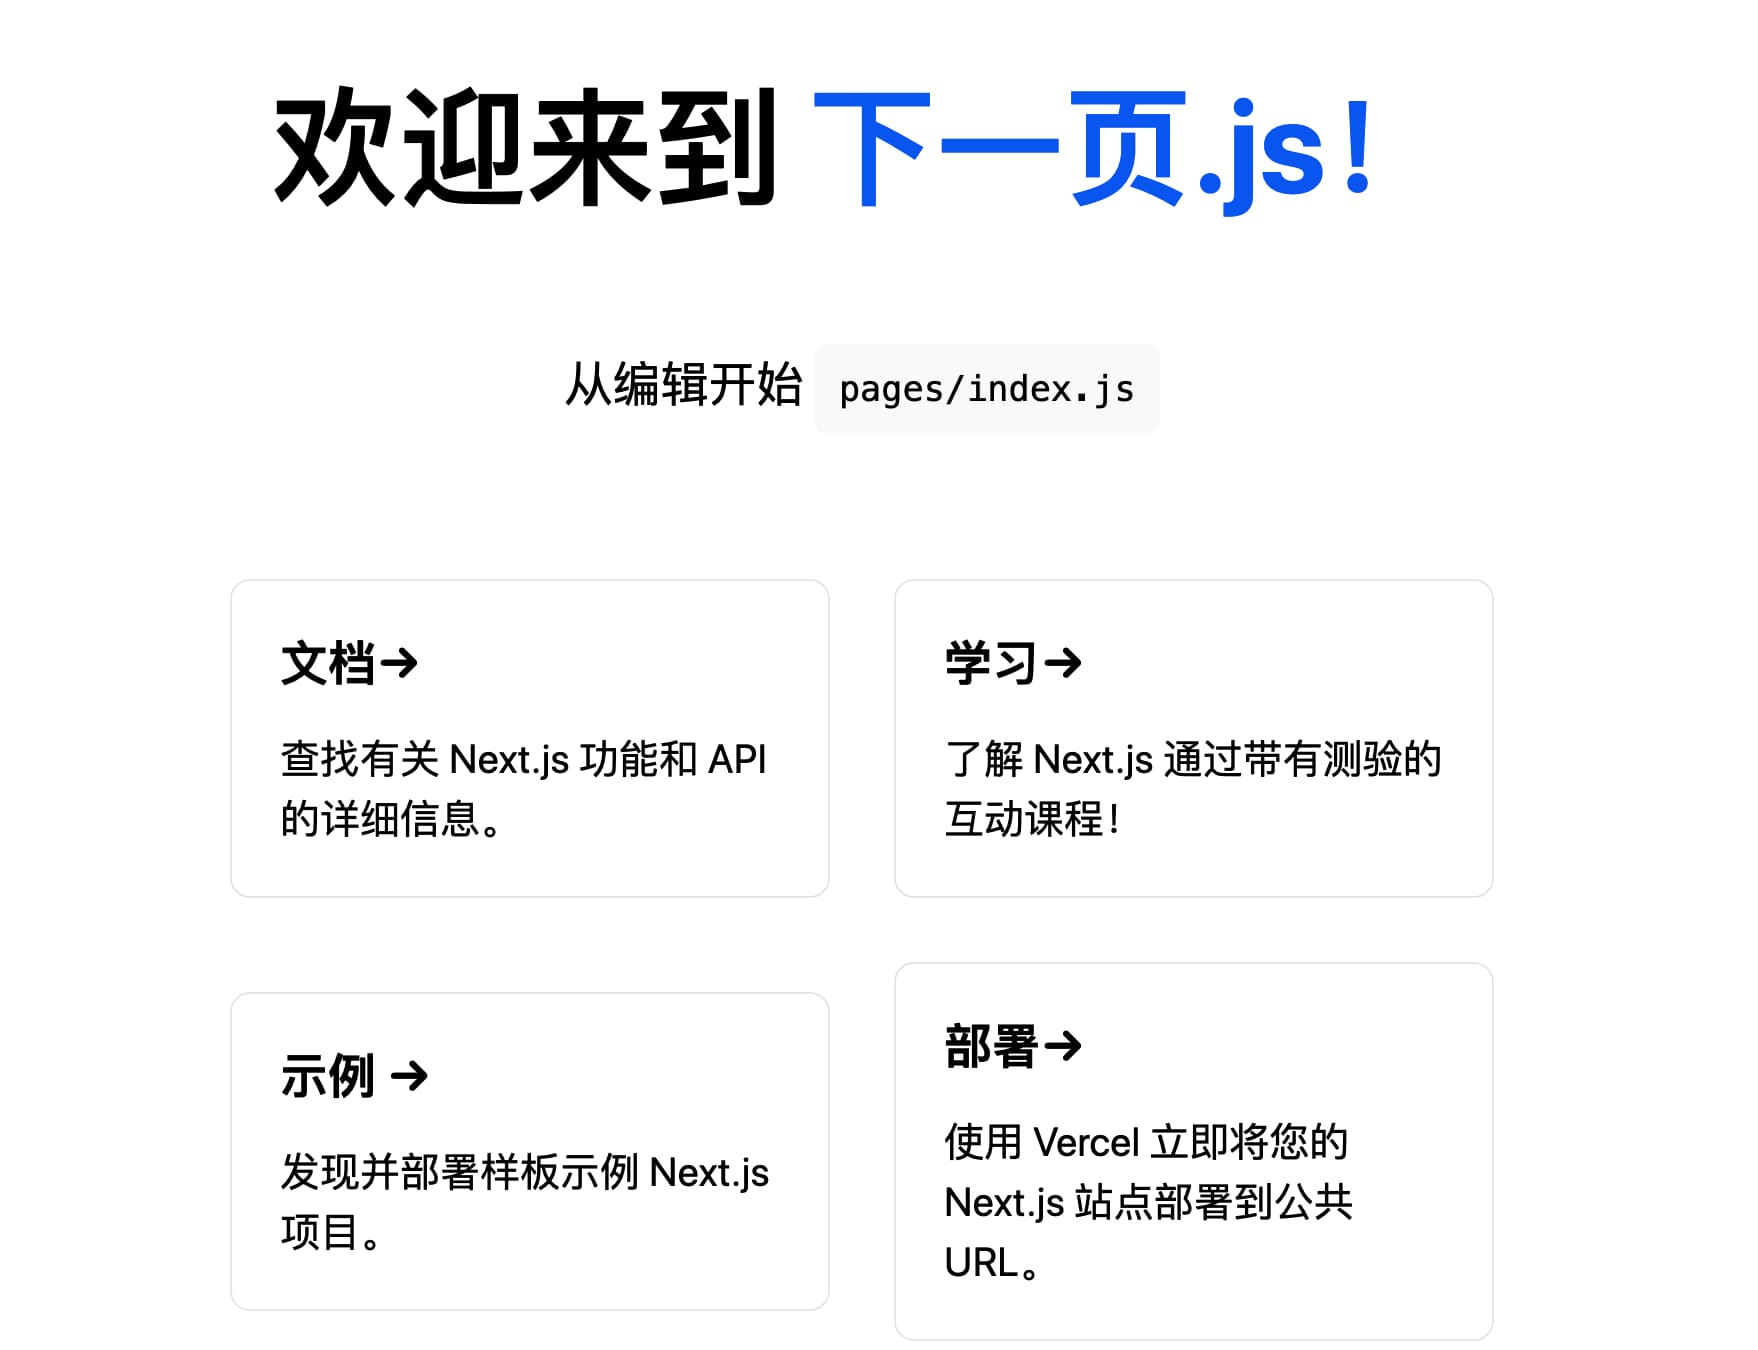 欢迎来到 下一页.js！
从编辑开始 pages/index.js
文档→
查找有关 Next.js 功能和 API
的详细信息。
学习→
了解 Next.js 通过带有测验的
互动课程！
示例 →
发现并部署样板示例 Next.js
项目。
部署→
使用 Vercel 立即将您的
Next.js 站点部署到公共
URL。